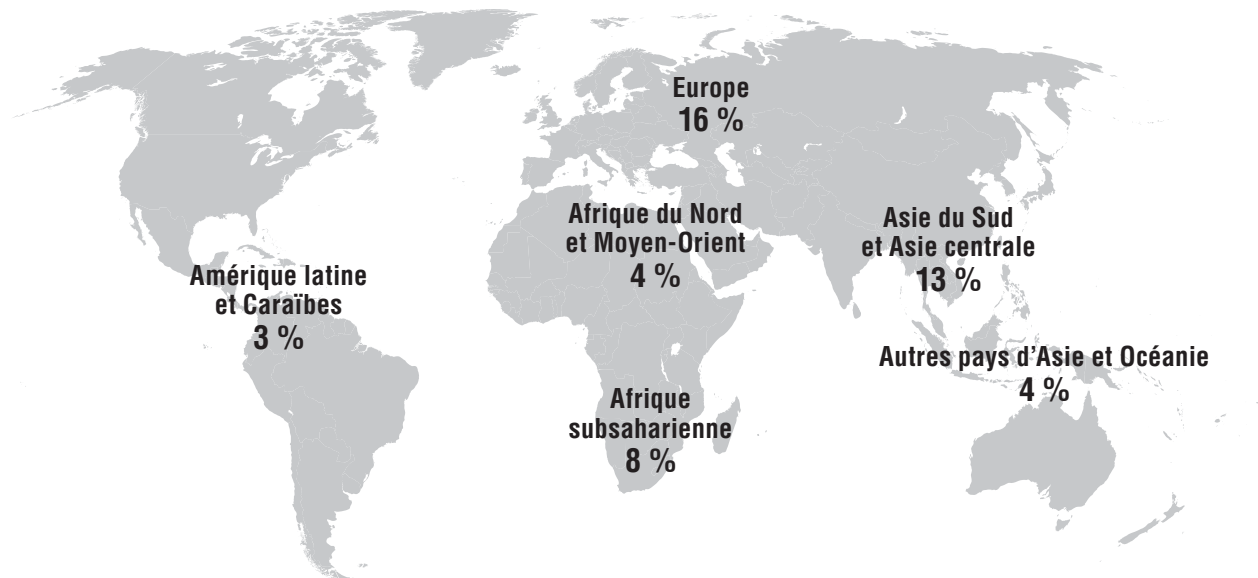 Europe
16 %
Afrique du Nord
et Moyen-Orient
4 %
Asie du Sud
et Asie centrale
13 %
Amérique latine
et Caraïbes
3 %
Autres pays d’Asie et Océanie
4 %
Afrique
subsaharienne
8 %